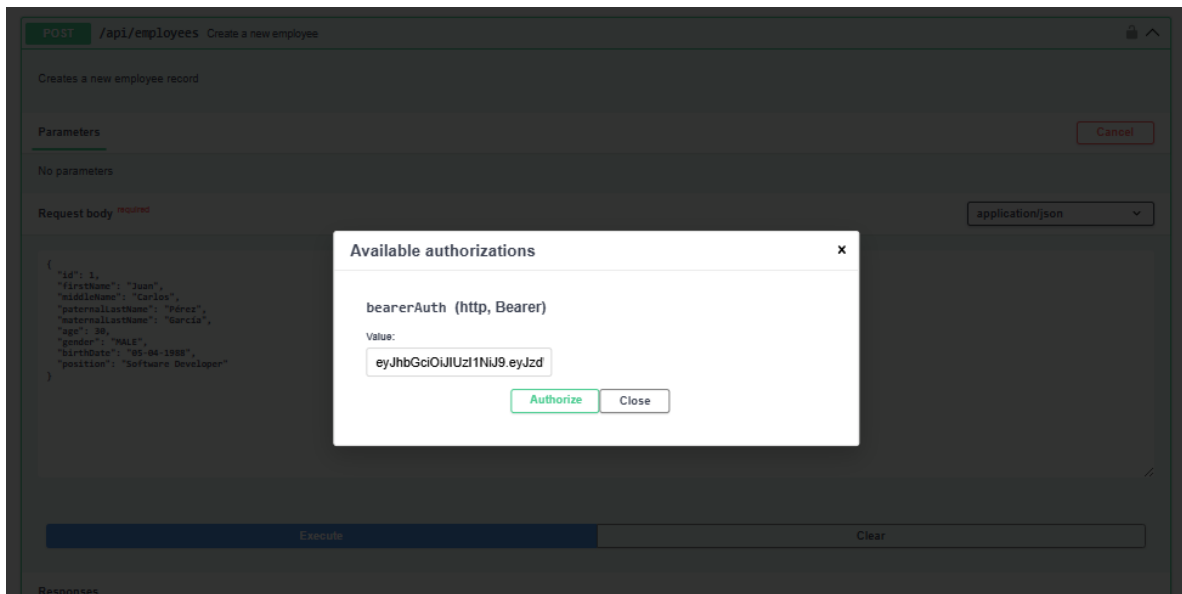 POST /api/employees Create a new employee
Creates a new employee record
Parameters
Cancel
No parameters
Request body required
application/json
{
"id": 1,
"firstName": "Juan",
"middleName": "Carlos",
"paternalLastName": "Pérez",
"maternalLastName": "García",
"age": 30,
"gender": "MALE",
"birthDate": "05-04-1988",
"position": "Software Developer"
}
Available authorizations
x
bearerAuth (http, Bearer)
Value:
eyJhbGciOiJIUzI1NiJ9.eyJzd
Authorize
Close
Execute
Clear
Responses